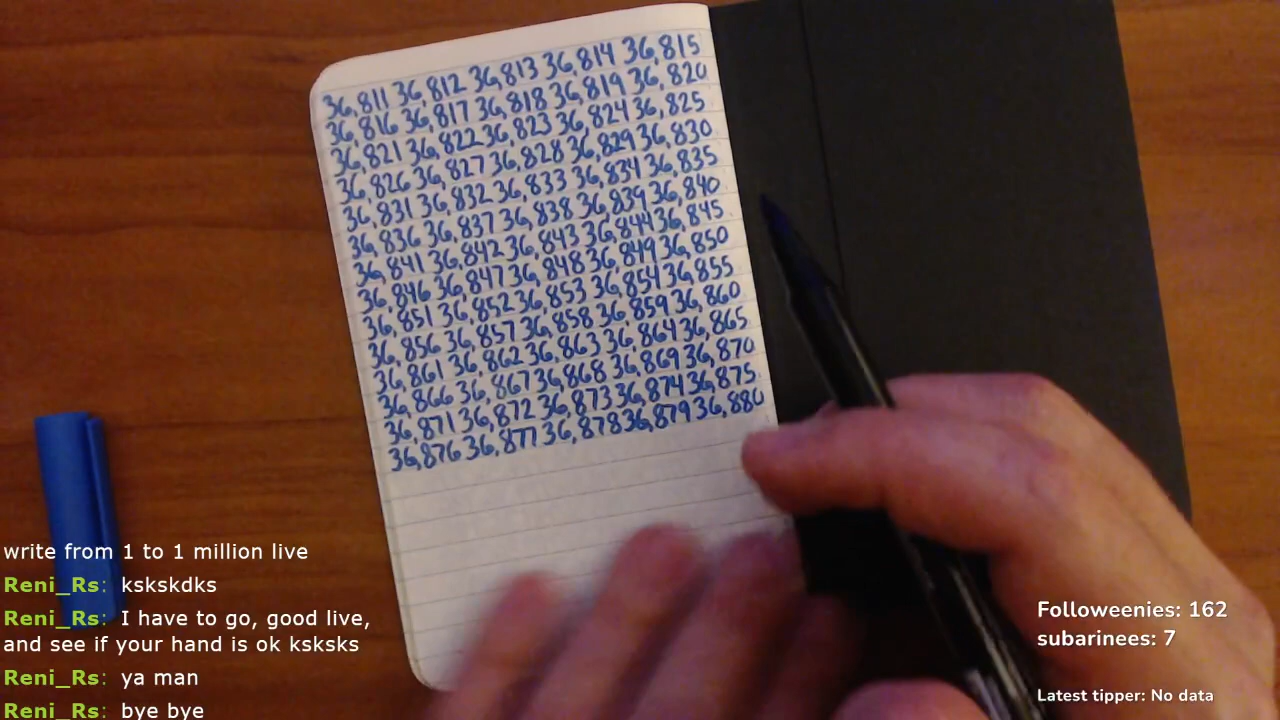 36,811 36,812 36,813 36,814 36,815
36,816 36,817 36,818 36,819 36,820
36,821 36,822 36,823 36,824 36,825
36,826 36,827 36,828 36,829 36,830
36,831 36,832 36,833 36,834 36,835
36,836 36,837 36,838 36,839 36,840
36,841 36,842 36,843 36,844 36,845
36,846 36,847 36,848 36,849 36,850
36,851 36,852 36,853 36,854 36,855
36,856 36,857 36,858 36,859 36,860
36,861 36,862 36,863 36,864 36,865
36,866 36,867 36,868 36,869 36,870
36,871 36,872 36,873 36,874 36,875
36,876 36,877 36,878 36,879 36,880
write from 1 to 1 million live
Reni_Rs: kskskdks
Reni_Rs: I have to go, good live,
and see if your hand is ok ksksks
Reni_Rs: ya man
Reni_Rs: bye bye
Followeenies: 162
subarinees: 7
Latest tipper: No data